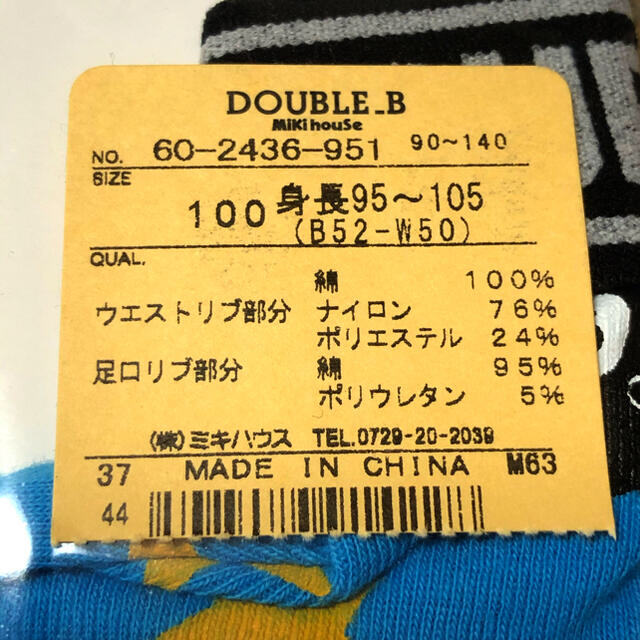 DOUBLE_B
MiKiHOUSE
NO. 60-2436-951 90~140
SIZE
100 身長95~105
(B52-W50)
QUAL.
綿 100%
ウエストリブ部分 ナイロン 76%
ポリエステル 24%
足口リブ部分 綿 95%
ポリウレタン 5%
(株)ミキハウス TEL.0729-20-2039
37 MADE IN CHINA M63
44